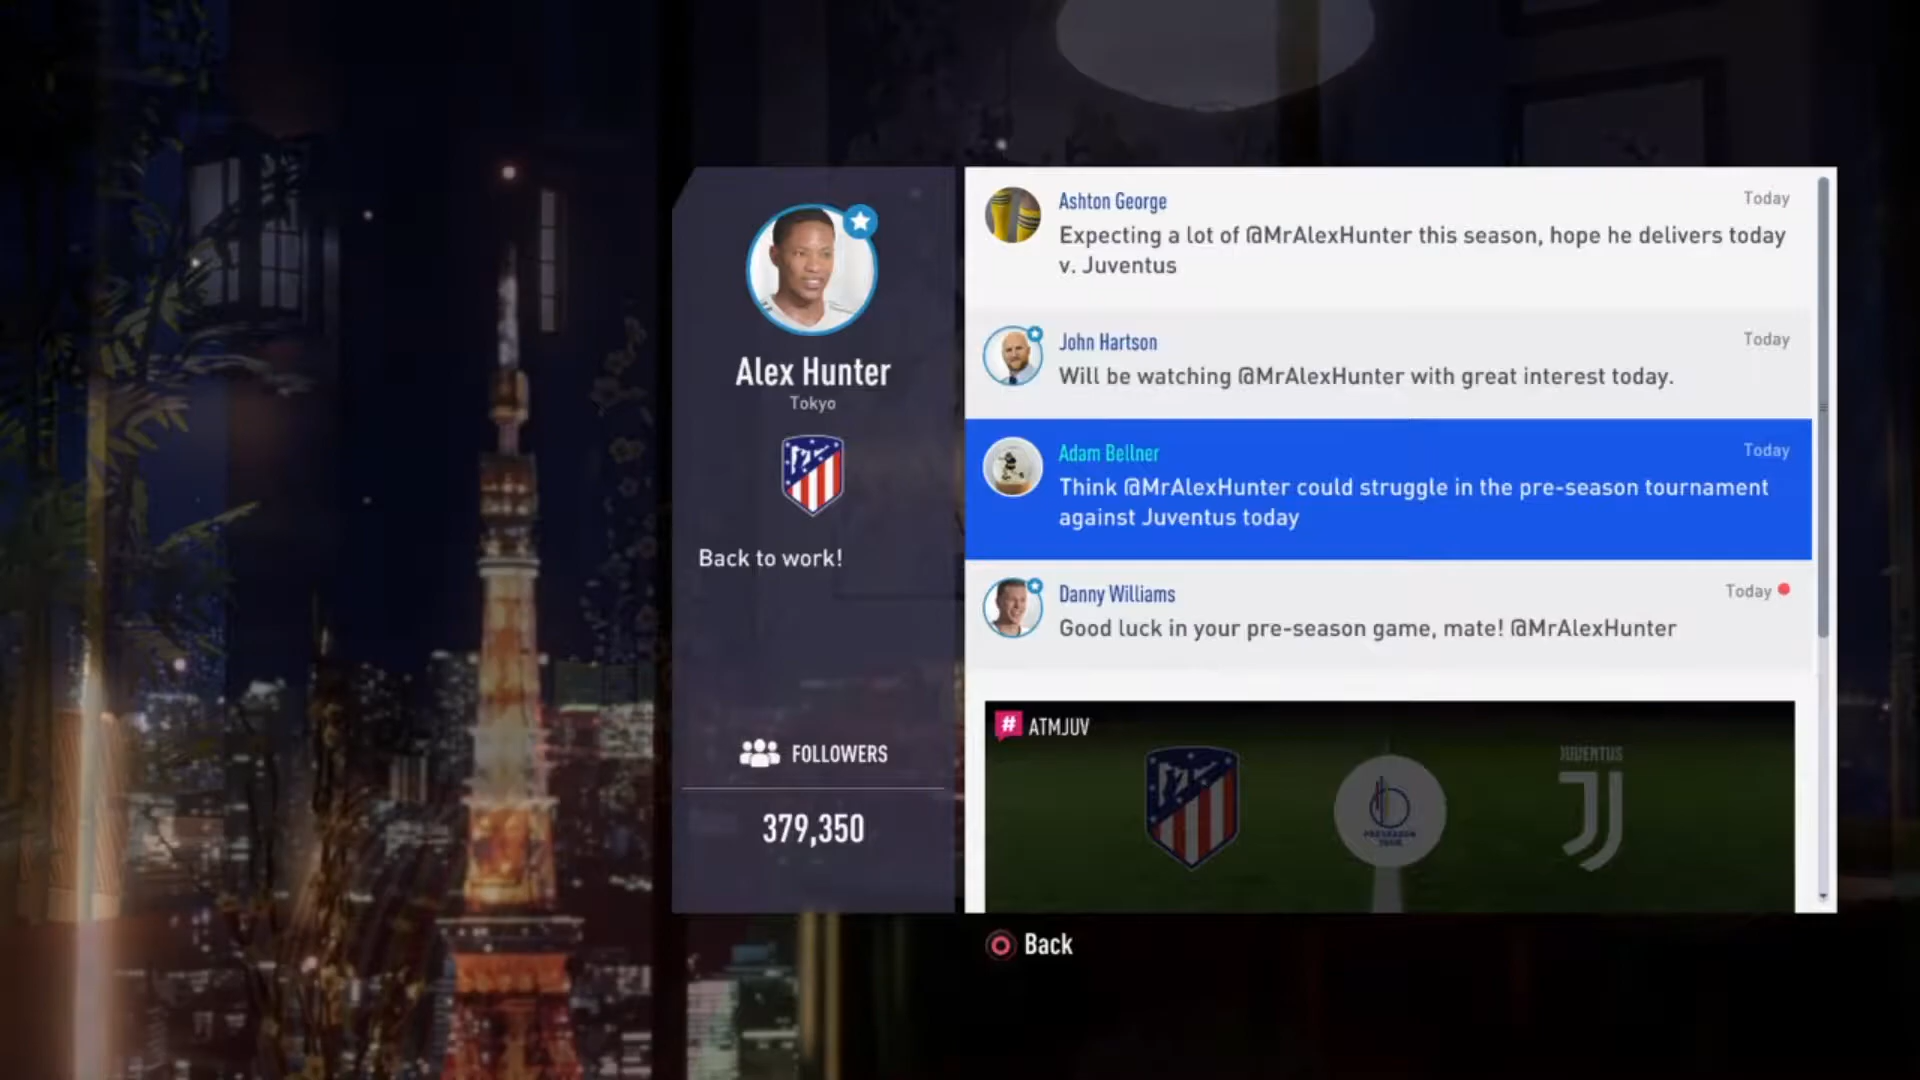 Alex Hunter
Tokyo
Back to work!
FOLLOWERS
379,350
Ashton George
Today
Expecting a lot of @MrAlexHunter this season, hope he delivers today
v. Juventus
John Hartson
Today
Will be watching @MrAlexHunter with great interest today.
Adam Bellner
Today
Think @MrAlexHunter could struggle in the pre-season tournament
against Juventus today
Danny Williams
Today
Good luck in your pre-season game, mate! @MrAlexHunter
# ATMJUV
JUVENTUS
Back